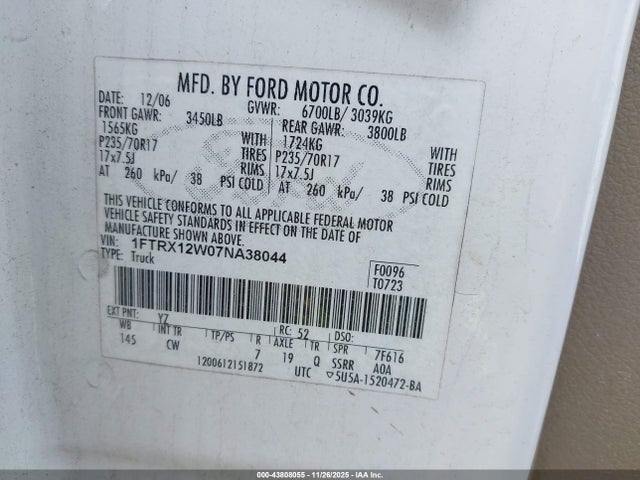 MFD. BY FORD MOTOR CO.
DATE: 12/06 GVWR: 6700LB/ 3039KG
FRONT GAWR: 3450LB REAR GAWR: 3800LB
1565KG WITH 1724KG WITH
P235/70R17 TIRES P235/70R17 TIRES
17x7.5J RIMS 17x7.5J RIMS
AT 260 kPa/ 38 PSI COLD AT 260 kPa/ 38 PSI COLD
THIS VEHICLE CONFORMS TO ALL APPLICABLE FEDERAL MOTOR
VEHICLE SAFETY STANDARDS IN EFFECT ON THE DATE OF
MANUFACTURE SHOWN ABOVE.
VIN: 1FTRX12W07NA38044
TYPE: Truck
F0096
T0723
EXT PNT: YZ RC: 52 DSO:
WB INT TR TP/PS R AXLE TR SPR 7F616
145 CW 7 19 Q SSRR A0A
1200612151872 UTC ▽5U5A-1520472-BA
000-43808055 - 11/26/2025 - IAA Inc.